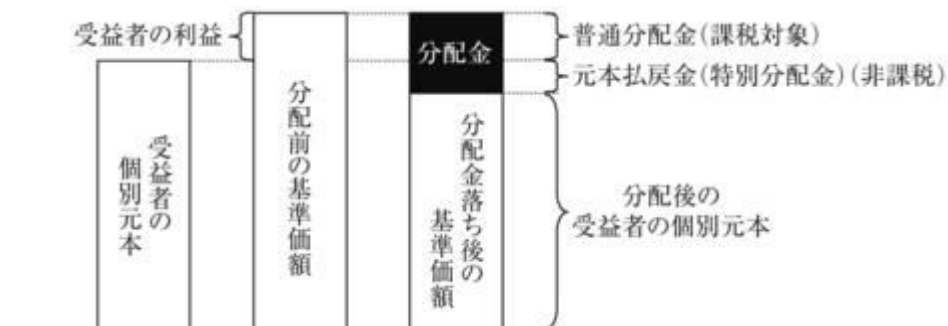 受益者の利益
受益者の
個別元本
分配前の基準価額
分配金
分配金落ち後の
基準価額
普通分配金(課税対象)
元本払戻金(特別分配金)(非課税)
分配後の
受益者の個別元本